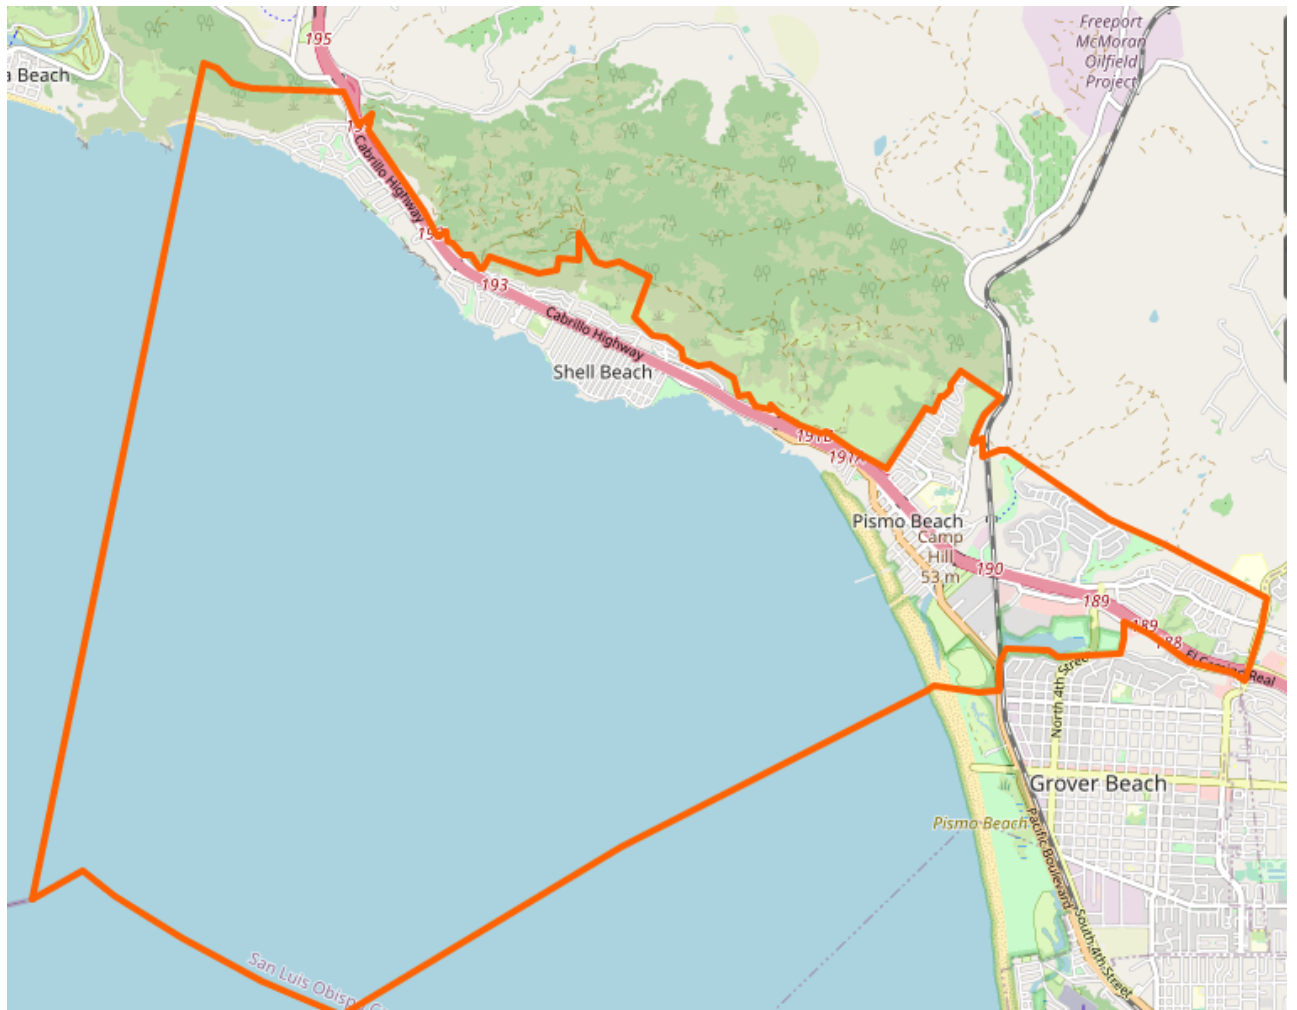 Freeport
McMoran
Oilfield
Project
195
a Beach
Cabrillo Highway
193
Cabrillo Highway
Shell Beach
191B
191A
Pismo Beach
Camp
Hill
53 m
190
189
189
188
El Camino Real
North 4th Street
Grover Beach
Pismo Beach
Pacific Boulevard
South 4th Street
San Luis Obispo C